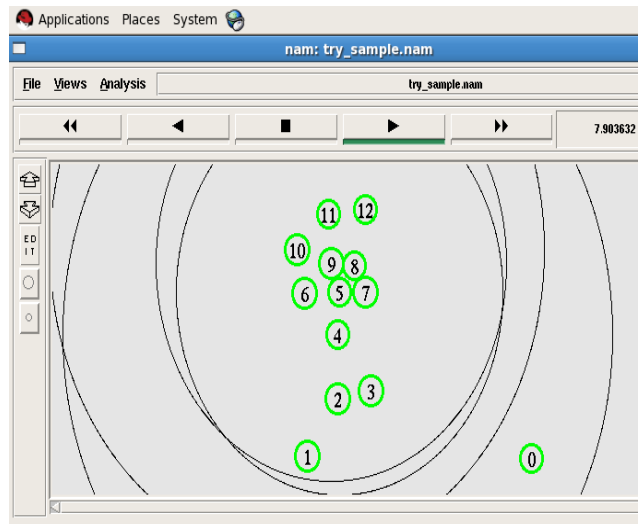 Applications Places System
nam: try_sample.nam
File Views Analysis try_sample.nam
7.903632
ED
IT
11 12
10
9 8
6 5 7
4
2 3
1 0